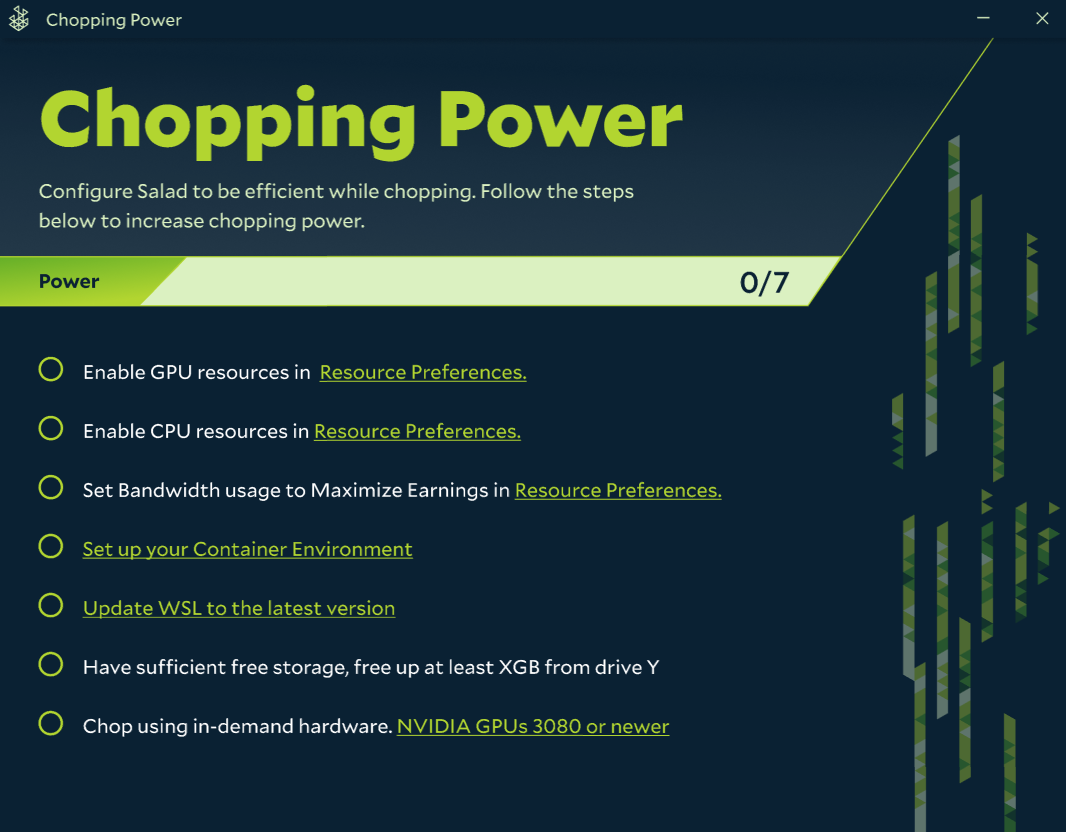 Chopping Power
Chopping Power
Configure Salad to be efficient while chopping. Follow the steps
below to increase chopping power.
Power 0/7
Enable GPU resources in Resource Preferences.
Enable CPU resources in Resource Preferences.
Set Bandwidth usage to Maximize Earnings in Resource Preferences.
Set up your Container Environment
Update WSL to the latest version
Have sufficient free storage, free up at least XGB from drive Y
Chop using in-demand hardware. NVIDIA GPUs 3080 or newer